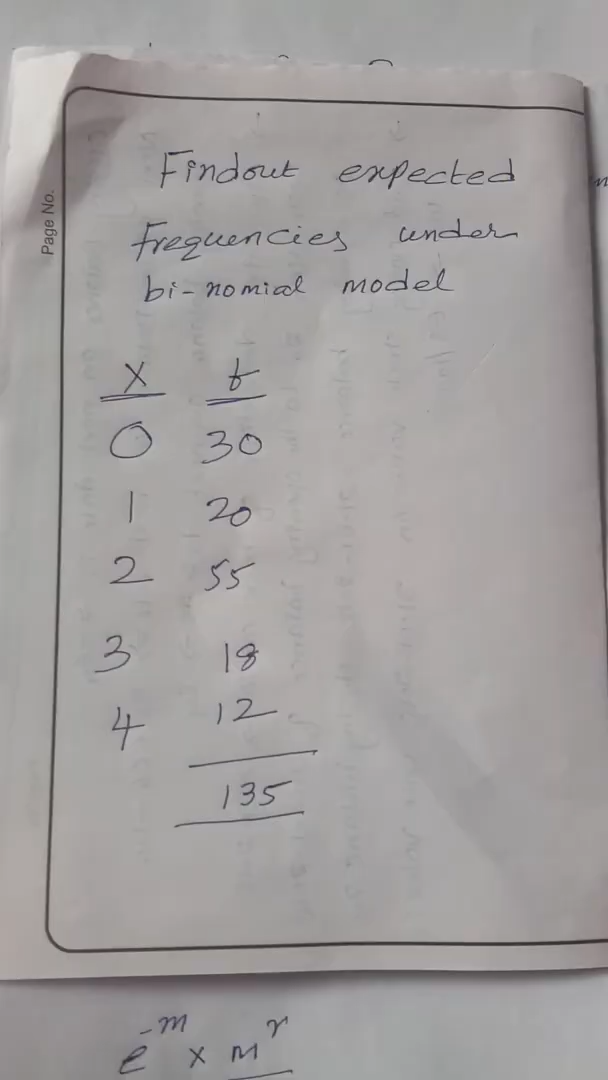 Page No.
Findout expected
frequencies under
bi-nomial model
X f
0 30
1 20
2 55
3 18
4 12
135
e^-m × m^r